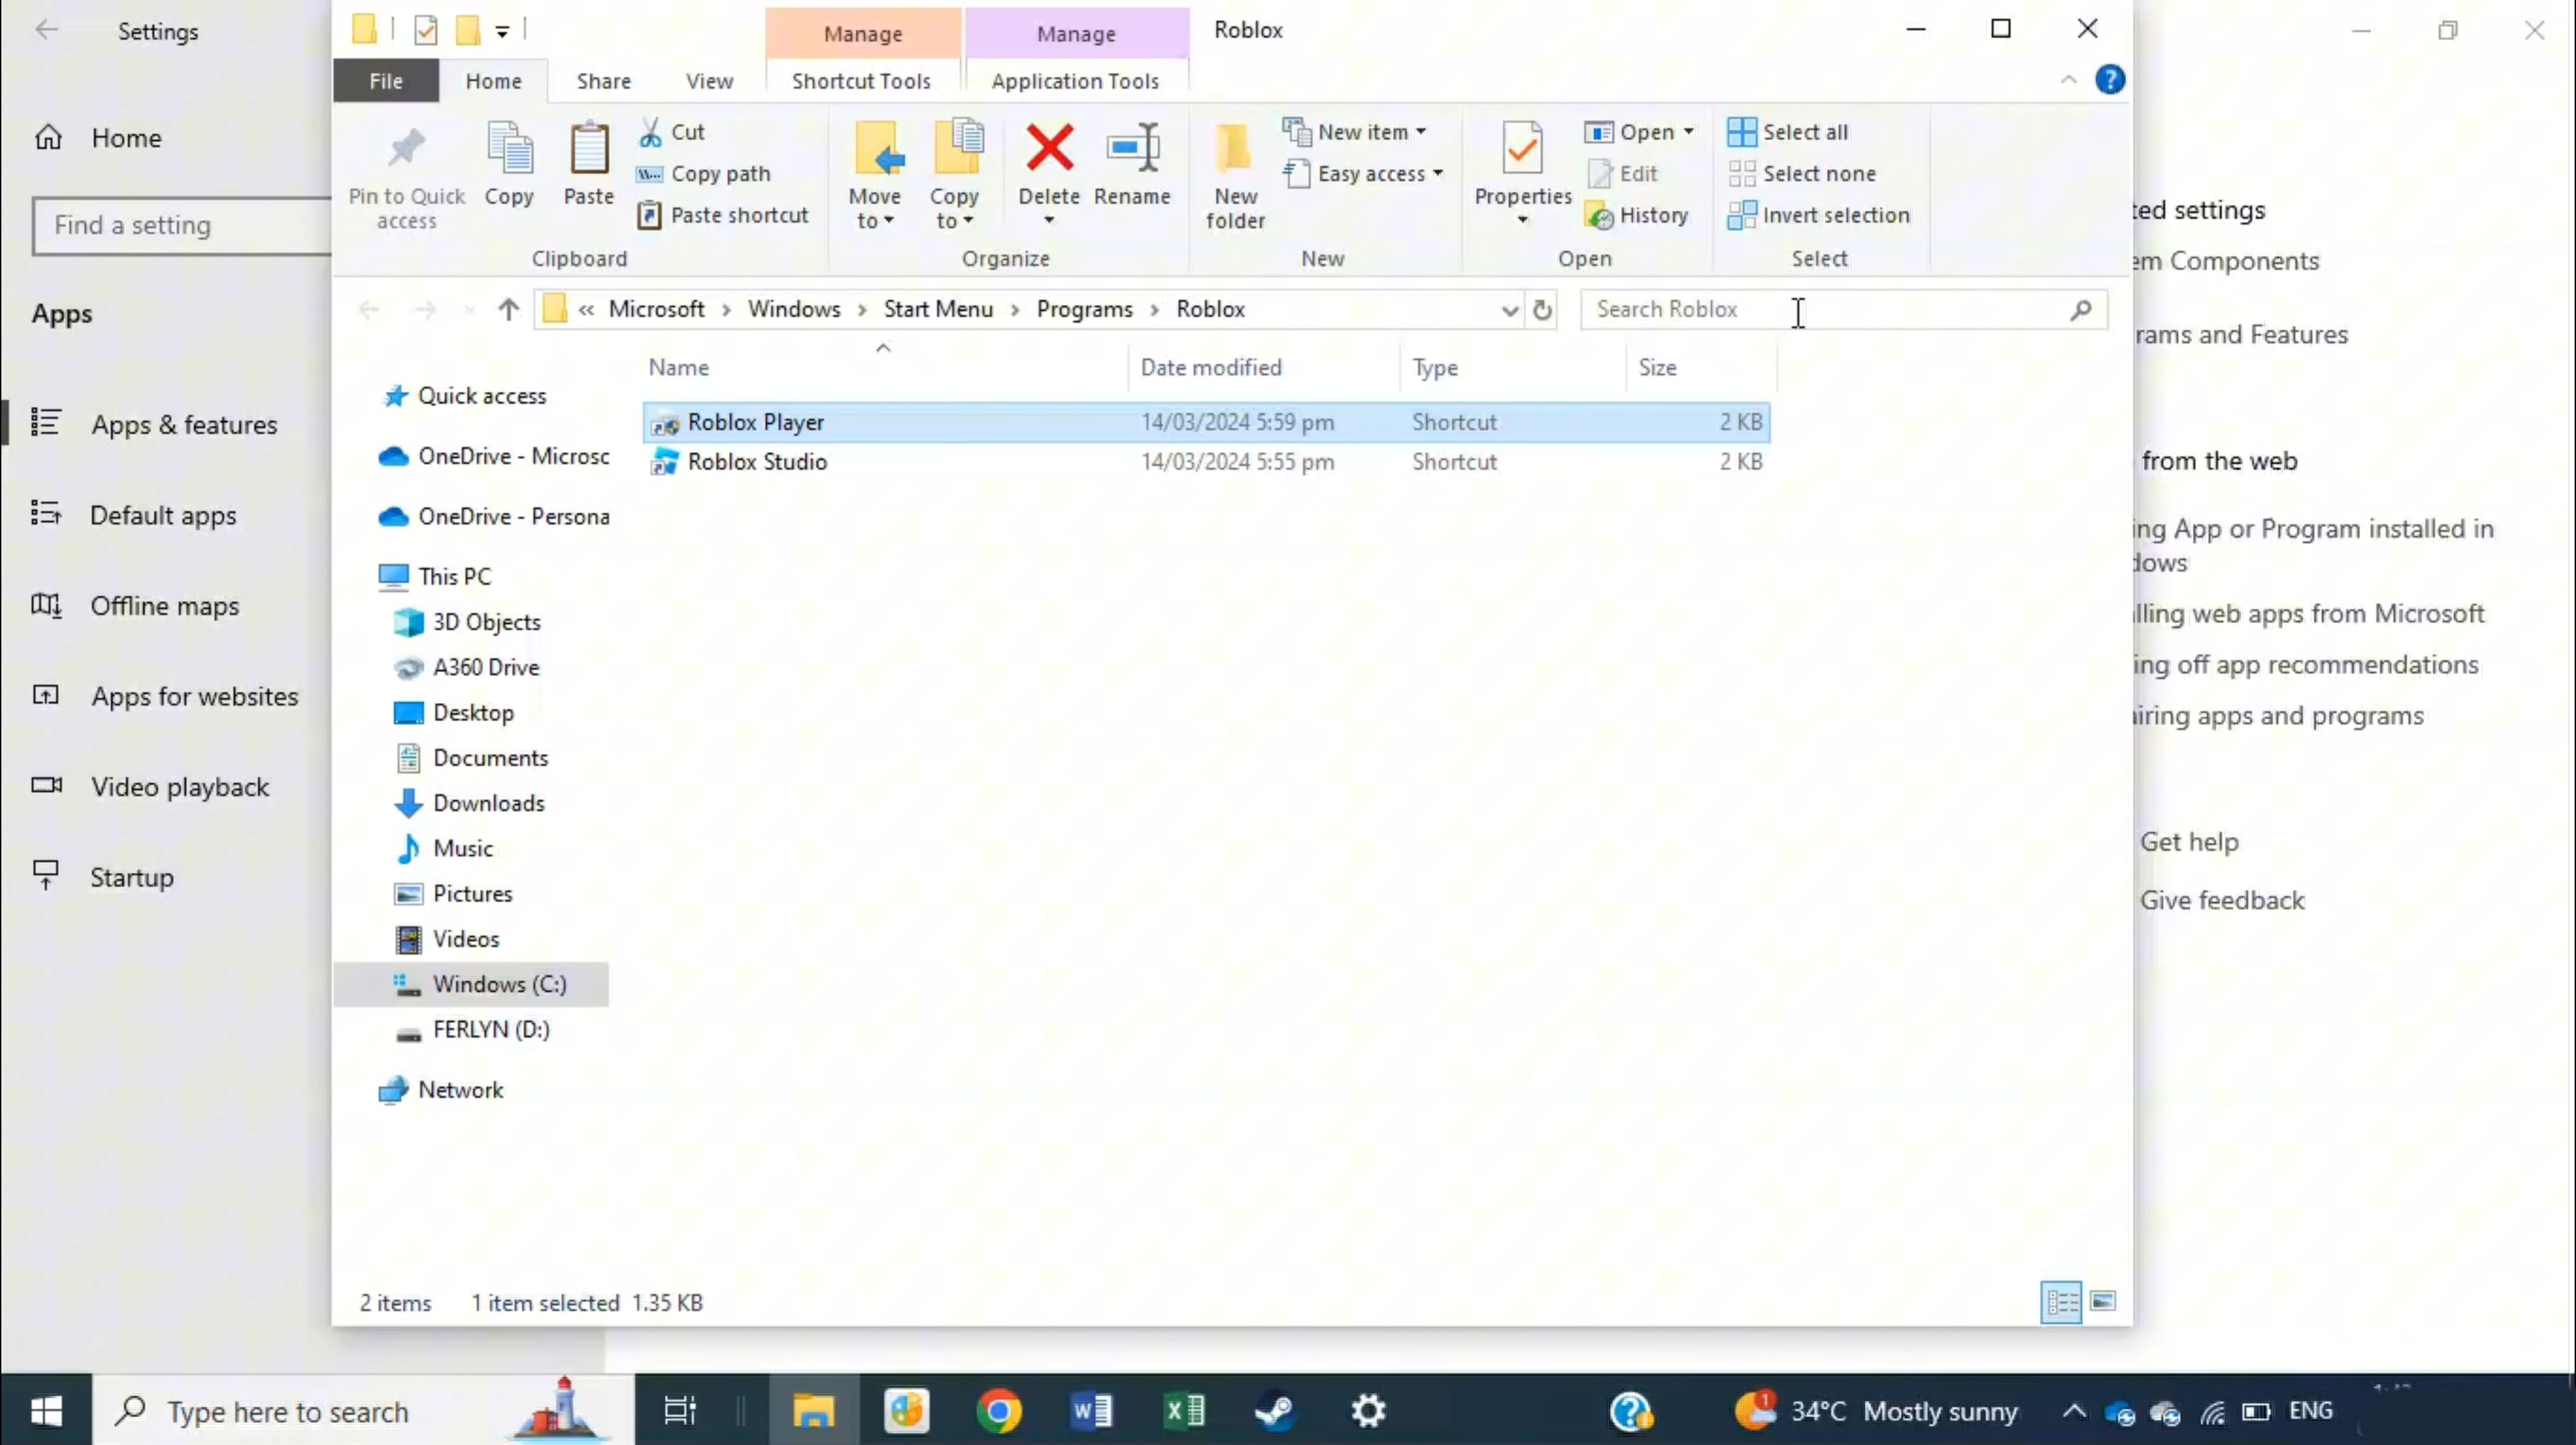 Settings
Home
Find a setting
Apps
Apps & features
Default apps
Offline maps
Apps for websites
Video playback
Startup
Manage
Manage
Roblox
File
Home
Share
View
Shortcut Tools
Application Tools
Pin to Quick
access
Copy
Paste
Cut
Copy path
Paste shortcut
Clipboard
Move
to
Copy
to
Delete
Rename
Organize
New
folder
New item
Easy access
New
Properties
Open
Edit
History
Open
Select all
Select none
Invert selection
Select
« Microsoft › Windows › Start Menu › Programs › Roblox
Search Roblox
Name
Date modified
Type
Size
Roblox Player 14/03/2024 5:59 pm Shortcut 2 KB
Roblox Studio 14/03/2024 5:55 pm Shortcut 2 KB
Quick access
OneDrive - Microsc
OneDrive - Persona
This PC
3D Objects
A360 Drive
Desktop
Documents
Downloads
Music
Pictures
Videos
Windows (C:)
FERLYN (D:)
Network
2 items 1 item selected 1.35 KB
ted settings
em Components
rams and Features
from the web
ing App or Program installed in
dows
lling web apps from Microsoft
ing off app recommendations
iring apps and programs
Get help
Give feedback
Type here to search
1
34°C Mostly sunny
ENG